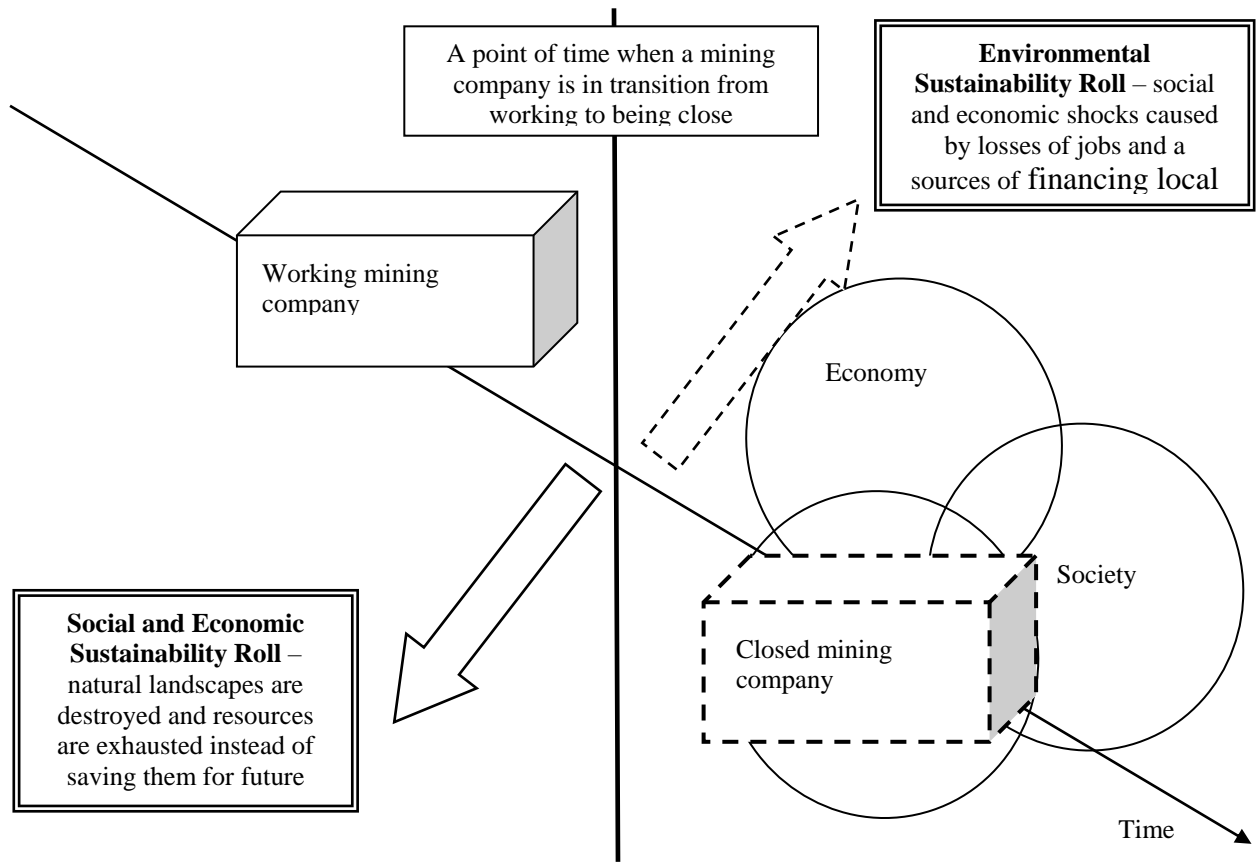 A point of time when a mining
company is in transition from
working to being close
Environmental
Sustainability Roll – social
and economic shocks caused
by losses of jobs and a
sources of financing local
Working mining
company
Economy
Society
Social and Economic
Sustainability Roll –
natural landscapes are
destroyed and resources
are exhausted instead of
saving them for future
Closed mining
company
Time